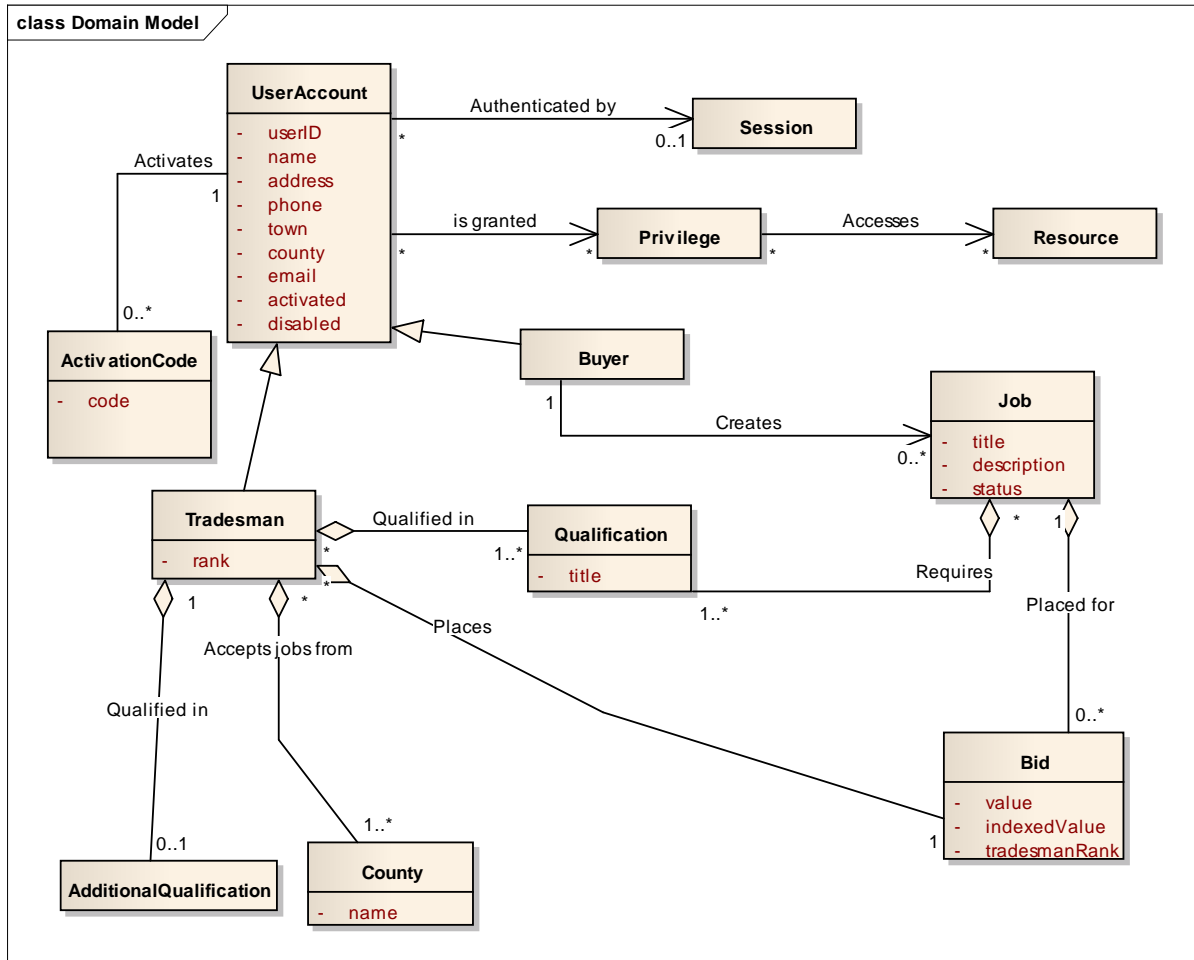 class Domain Model
UserAccount
- userID
- name
- address
- phone
- town
- county
- email
- activated
- disabled
Authenticated by
*
0..1
Session
Activates
1
0..*
is granted
*
*
Privilege
Accesses
*
*
Resource
ActivationCode
- code
Buyer
1
Creates
0..*
Job
- title
- description
- status
Tradesman
- rank
Qualified in
*
1..*
Qualification
- title
*
Requires
1..*
1
Placed for
0..*
*
Places
1
Bid
- value
- indexedValue
- tradesmanRank
1
Qualified in
0..1
AdditionalQualification
*
Accepts jobs from
1..*
County
- name